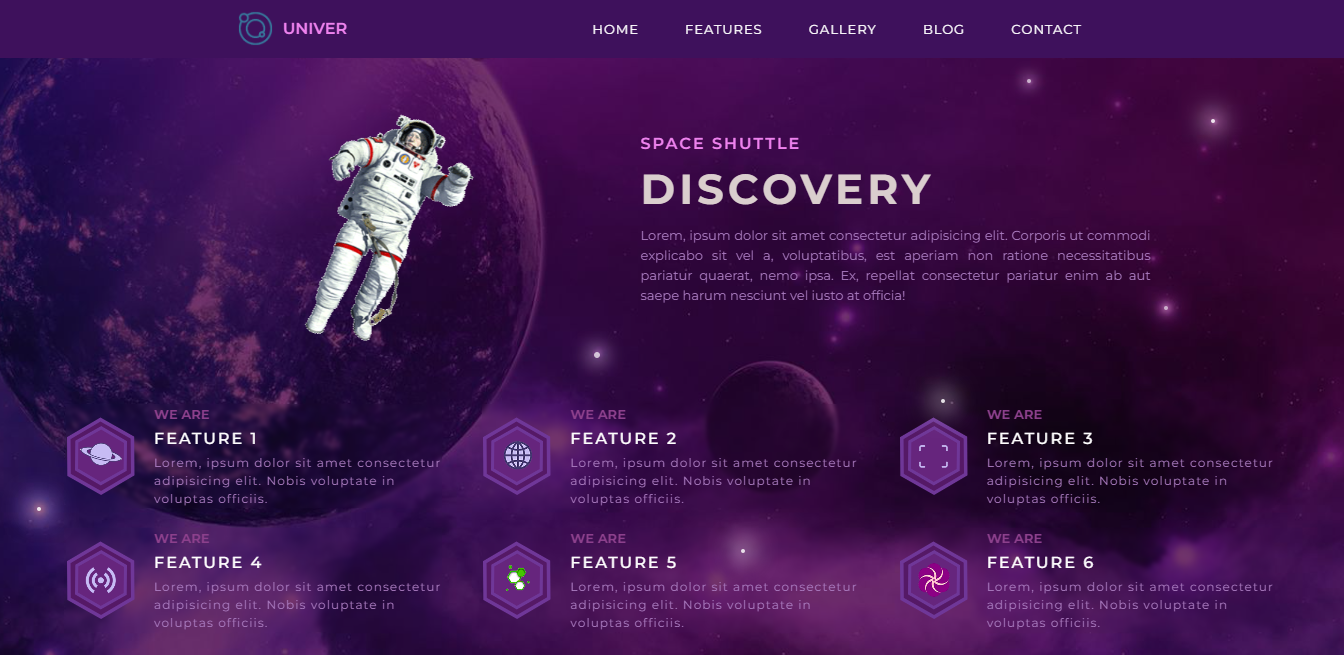 UNIVER
HOME
FEATURES
GALLERY
BLOG
CONTACT
SPACE SHUTTLE
DISCOVERY
Lorem, ipsum dolor sit amet consectetur adipisicing elit. Corporis ut commodi
explicabo sit vel a, voluptatibus, est aperiam non ratione necessitatibus
pariatur quaerat, nemo ipsa. Ex, repellat consectetur pariatur enim ab aut
saepe harum nesciunt vel iusto at officia!
WE ARE
FEATURE 1
Lorem, ipsum dolor sit amet consectetur
adipisicing elit. Nobis voluptate in
voluptas officiis.
WE ARE
FEATURE 2
Lorem, ipsum dolor sit amet consectetur
adipisicing elit. Nobis voluptate in
voluptas officiis.
WE ARE
FEATURE 3
Lorem, ipsum dolor sit amet consectetur
adipisicing elit. Nobis voluptate in
voluptas officiis.
WE ARE
FEATURE 4
Lorem, ipsum dolor sit amet consectetur
adipisicing elit. Nobis voluptate in
voluptas officiis.
WE ARE
FEATURE 5
Lorem, ipsum dolor sit amet consectetur
adipisicing elit. Nobis voluptate in
voluptas officiis.
WE ARE
FEATURE 6
Lorem, ipsum dolor sit amet consectetur
adipisicing elit. Nobis voluptate in
voluptas officiis.